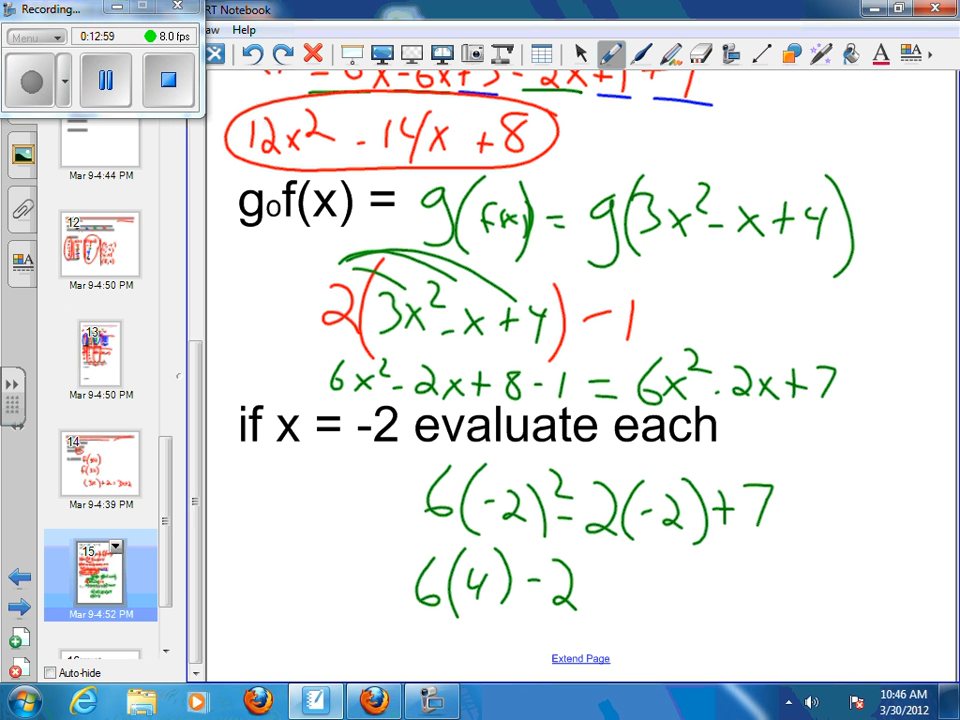 Recording...
RT Notebook
Menu
0:12:59
8.0 fps
aw Help
12x² - 14x + 8
g₀f(x) = g(f(x)) = g(3x² - x + 4)
2(3x² - x + 4) - 1
6x² - 2x + 8 - 1 = 6x² - 2x + 7
if x = -2 evaluate each
6(-2)² - 2(-2) + 7
6(4) - 2
Extend Page
Mar 9-4:44 PM
12
Mar 9-4:50 PM
13
Mar 9-4:50 PM
14
Mar 9-4:39 PM
15
Mar 9-4:52 PM
Auto-hide
10:46 AM
3/30/2012